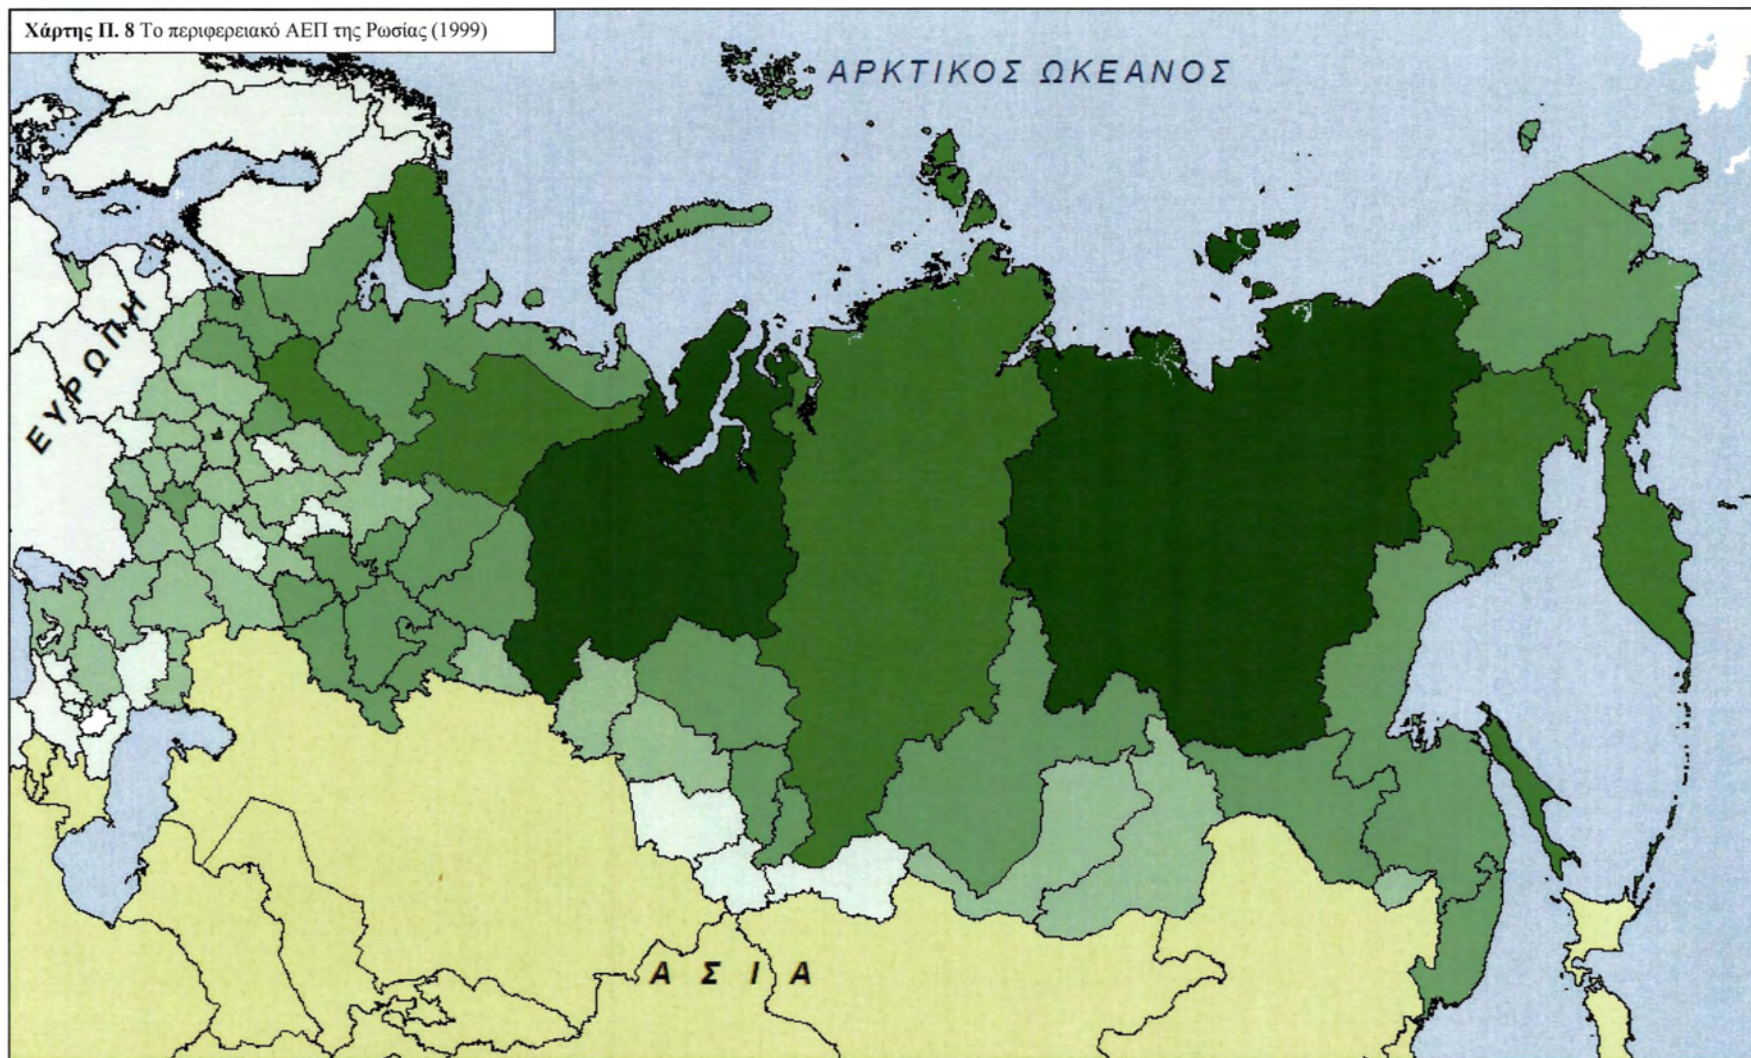 Χάρτης Π. 8 Το περιφερειακό ΑΕΠ της Ρωσίας (1999)
ΑΡΚΤΙΚΟΣ ΩΚΕΑΝΟΣ
ΕΥΡΩΠΗ
ΑΣΙΑ